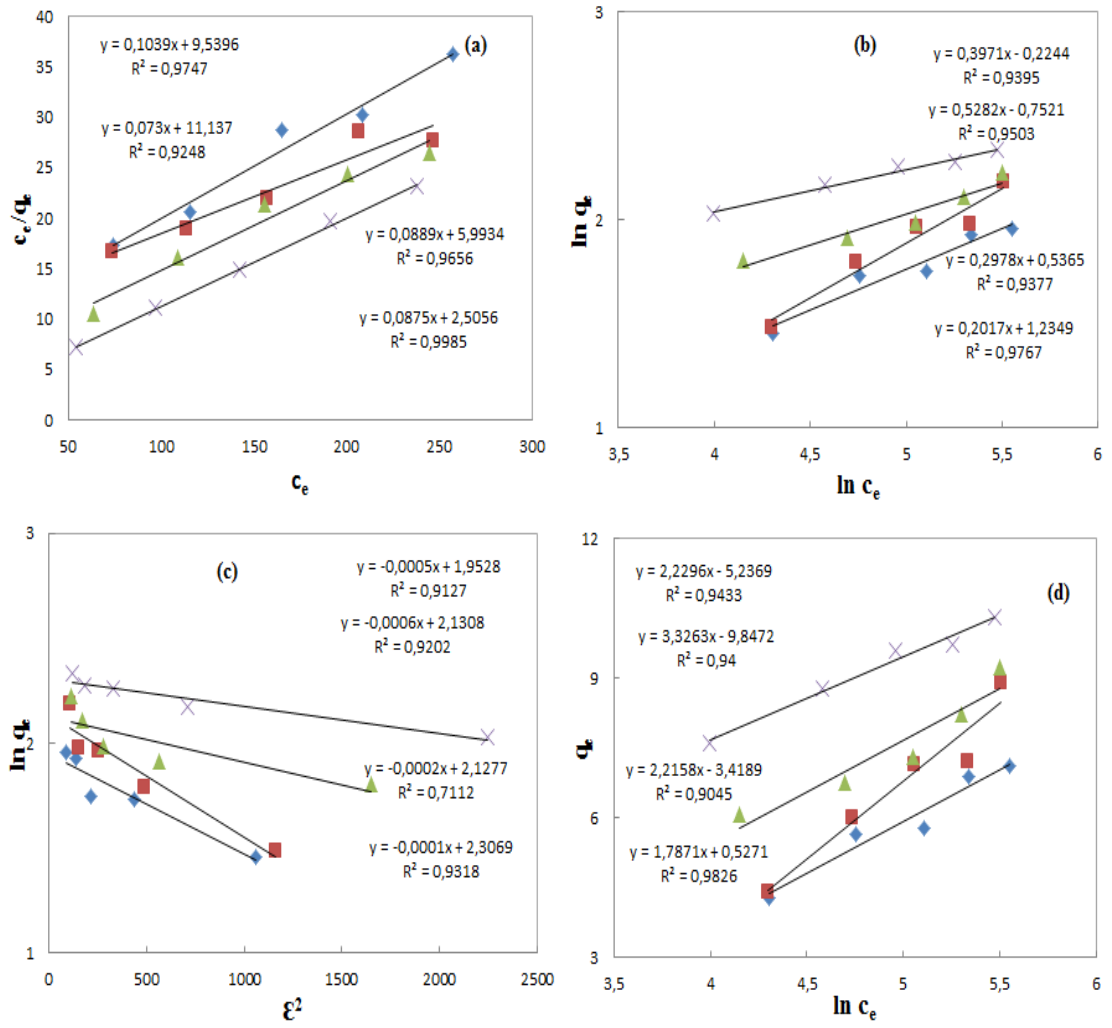 (a)
y = 0,1039x + 9,5396
R² = 0,9747
y = 0,073x + 11,137
R² = 0,9248
y = 0,0889x + 5,9934
R² = 0,9656
y = 0,0875x + 2,5056
R² = 0,9985
40
35
30
25
20
15
10
5
0
50 100 150 200 250 300
cₑ/qₑ
cₑ
(b)
y = 0,3971x - 0,2244
R² = 0,9395
y = 0,5282x - 0,7521
R² = 0,9503
y = 0,2978x + 0,5365
R² = 0,9377
y = 0,2017x + 1,2349
R² = 0,9767
3
2
1
3,5 4 4,5 5 5,5 6
ln qₑ
ln cₑ
(c)
y = -0,0005x + 1,9528
R² = 0,9127
y = -0,0006x + 2,1308
R² = 0,9202
y = -0,0002x + 2,1277
R² = 0,7112
y = -0,0001x + 2,3069
R² = 0,9318
3
2
1
0 500 1000 1500 2000 2500
ln qₑ
Ɛ²
(d)
y = 2,2296x - 5,2369
R² = 0,9433
y = 3,3263x - 9,8472
R² = 0,94
y = 2,2158x - 3,4189
R² = 0,9045
y = 1,7871x + 0,5271
R² = 0,9826
12
9
6
3
3,5 4 4,5 5 5,5 6
qₑ
ln cₑ